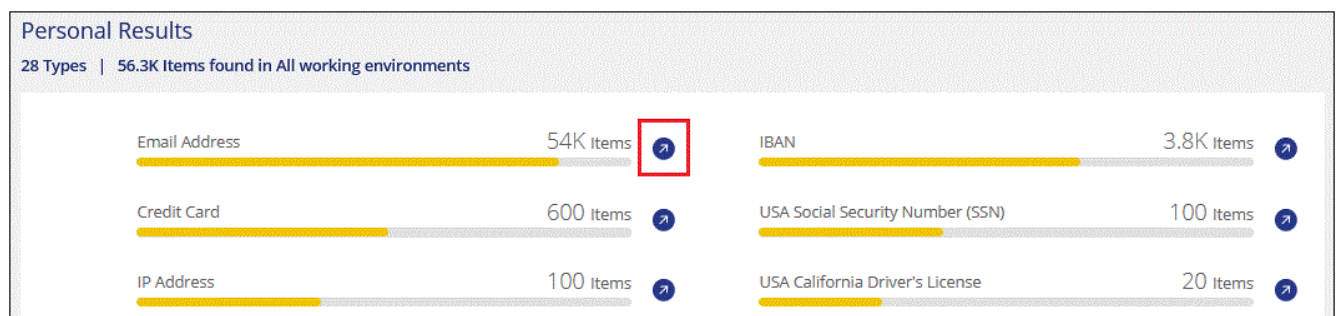 Personal Results
28 Types | 56.3K Items found in All working environments
Email Address 54K Items IBAN 3.8K Items
Credit Card 600 Items USA Social Security Number (SSN) 100 Items
IP Address 100 Items USA California Driver's License 20 Items